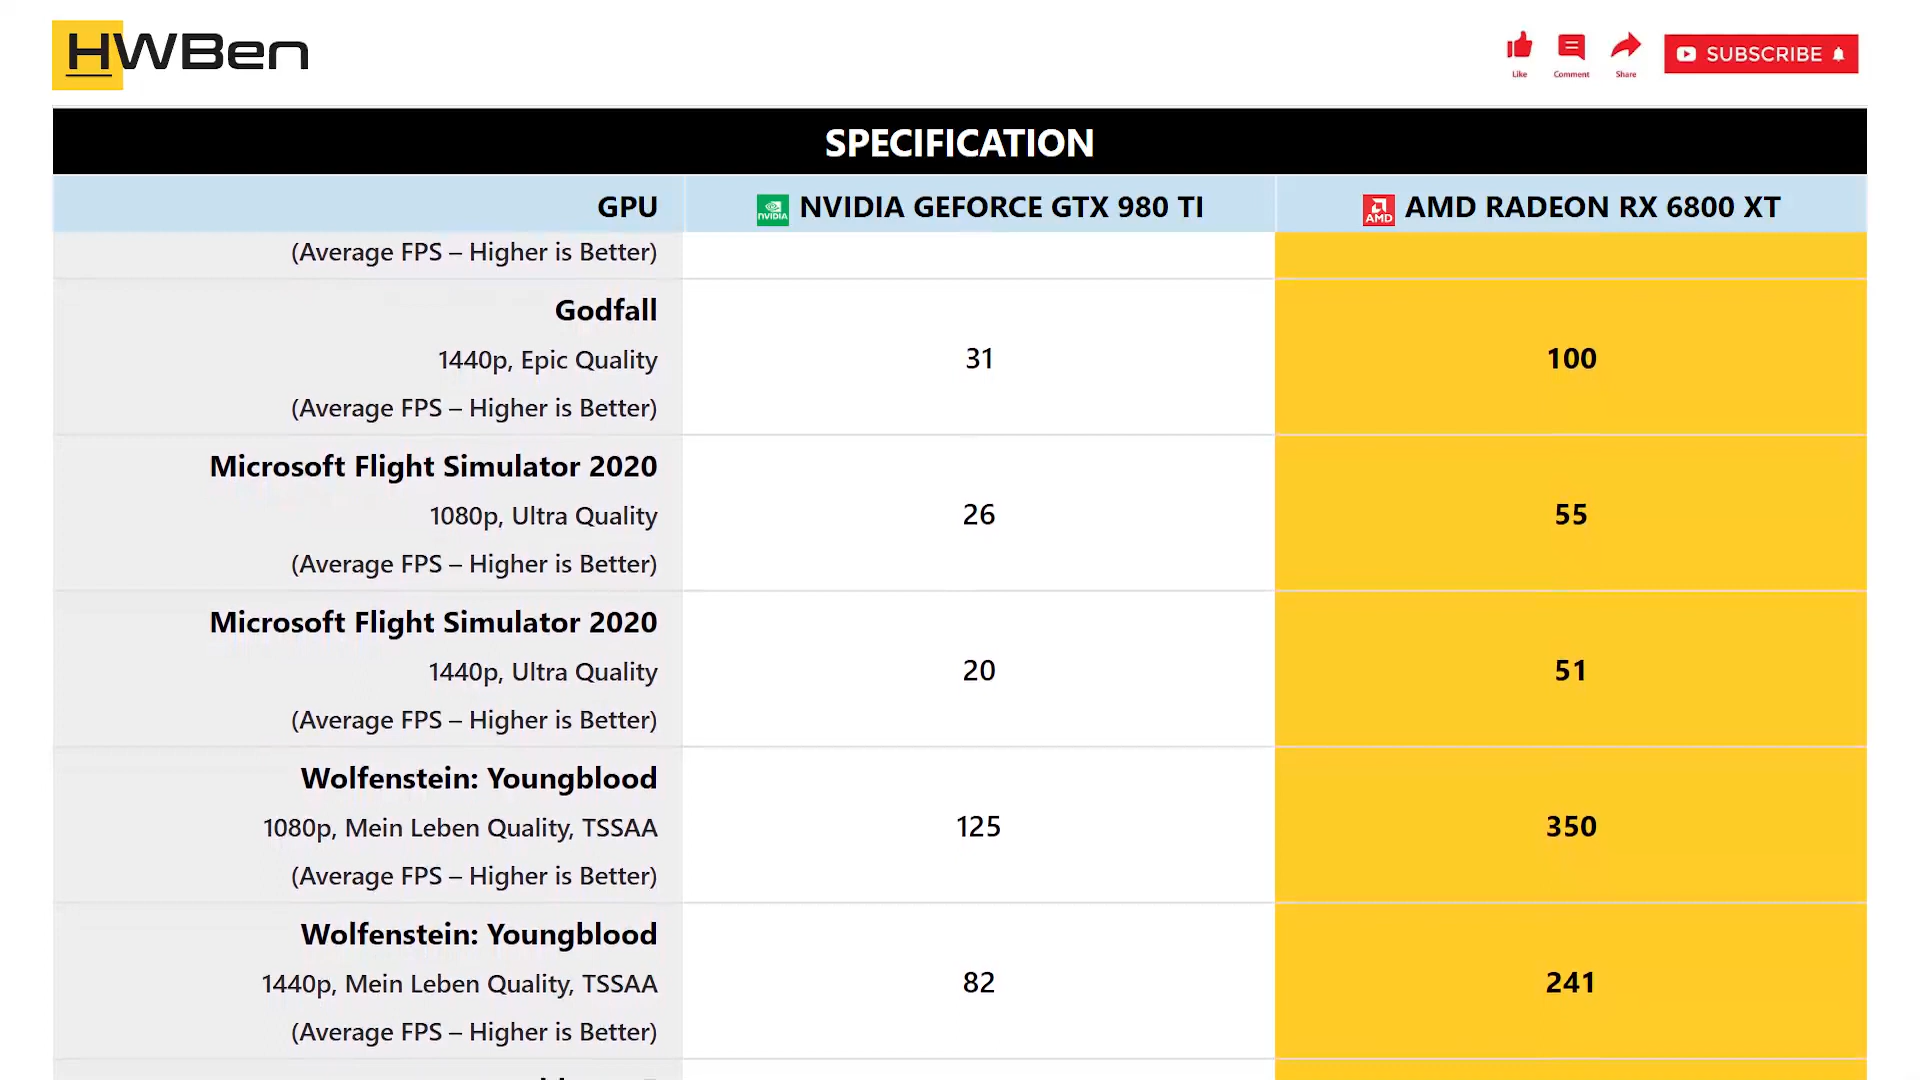 HWBen
Like
Comment
Share
SUBSCRIBE
SPECIFICATION
GPU
NVIDIA
NVIDIA GEFORCE GTX 980 TI
AMD
AMD RADEON RX 6800 XT
(Average FPS – Higher is Better)
Godfall
1440p, Epic Quality
(Average FPS – Higher is Better)
31
100
Microsoft Flight Simulator 2020
1080p, Ultra Quality
(Average FPS – Higher is Better)
26
55
Microsoft Flight Simulator 2020
1440p, Ultra Quality
(Average FPS – Higher is Better)
20
51
Wolfenstein: Youngblood
1080p, Mein Leben Quality, TSSAA
(Average FPS – Higher is Better)
125
350
Wolfenstein: Youngblood
1440p, Mein Leben Quality, TSSAA
(Average FPS – Higher is Better)
82
241